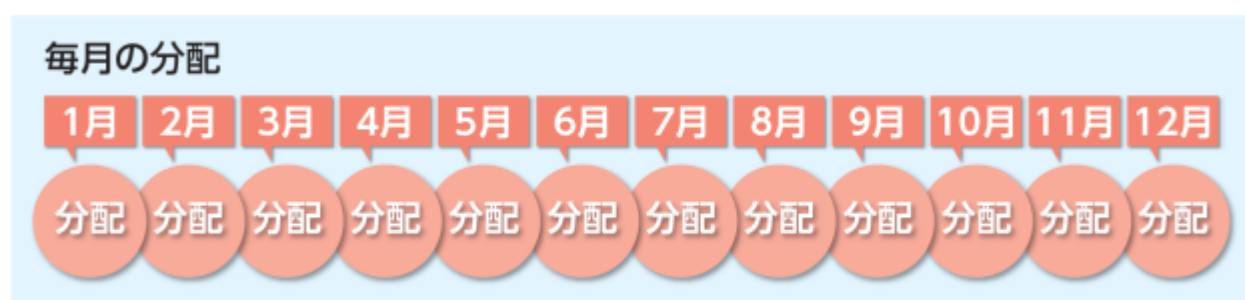 毎月の分配
1月 2月 3月 4月 5月 6月 7月 8月 9月 10月 11月 12月
分配 分配 分配 分配 分配 分配 分配 分配 分配 分配 分配 分配